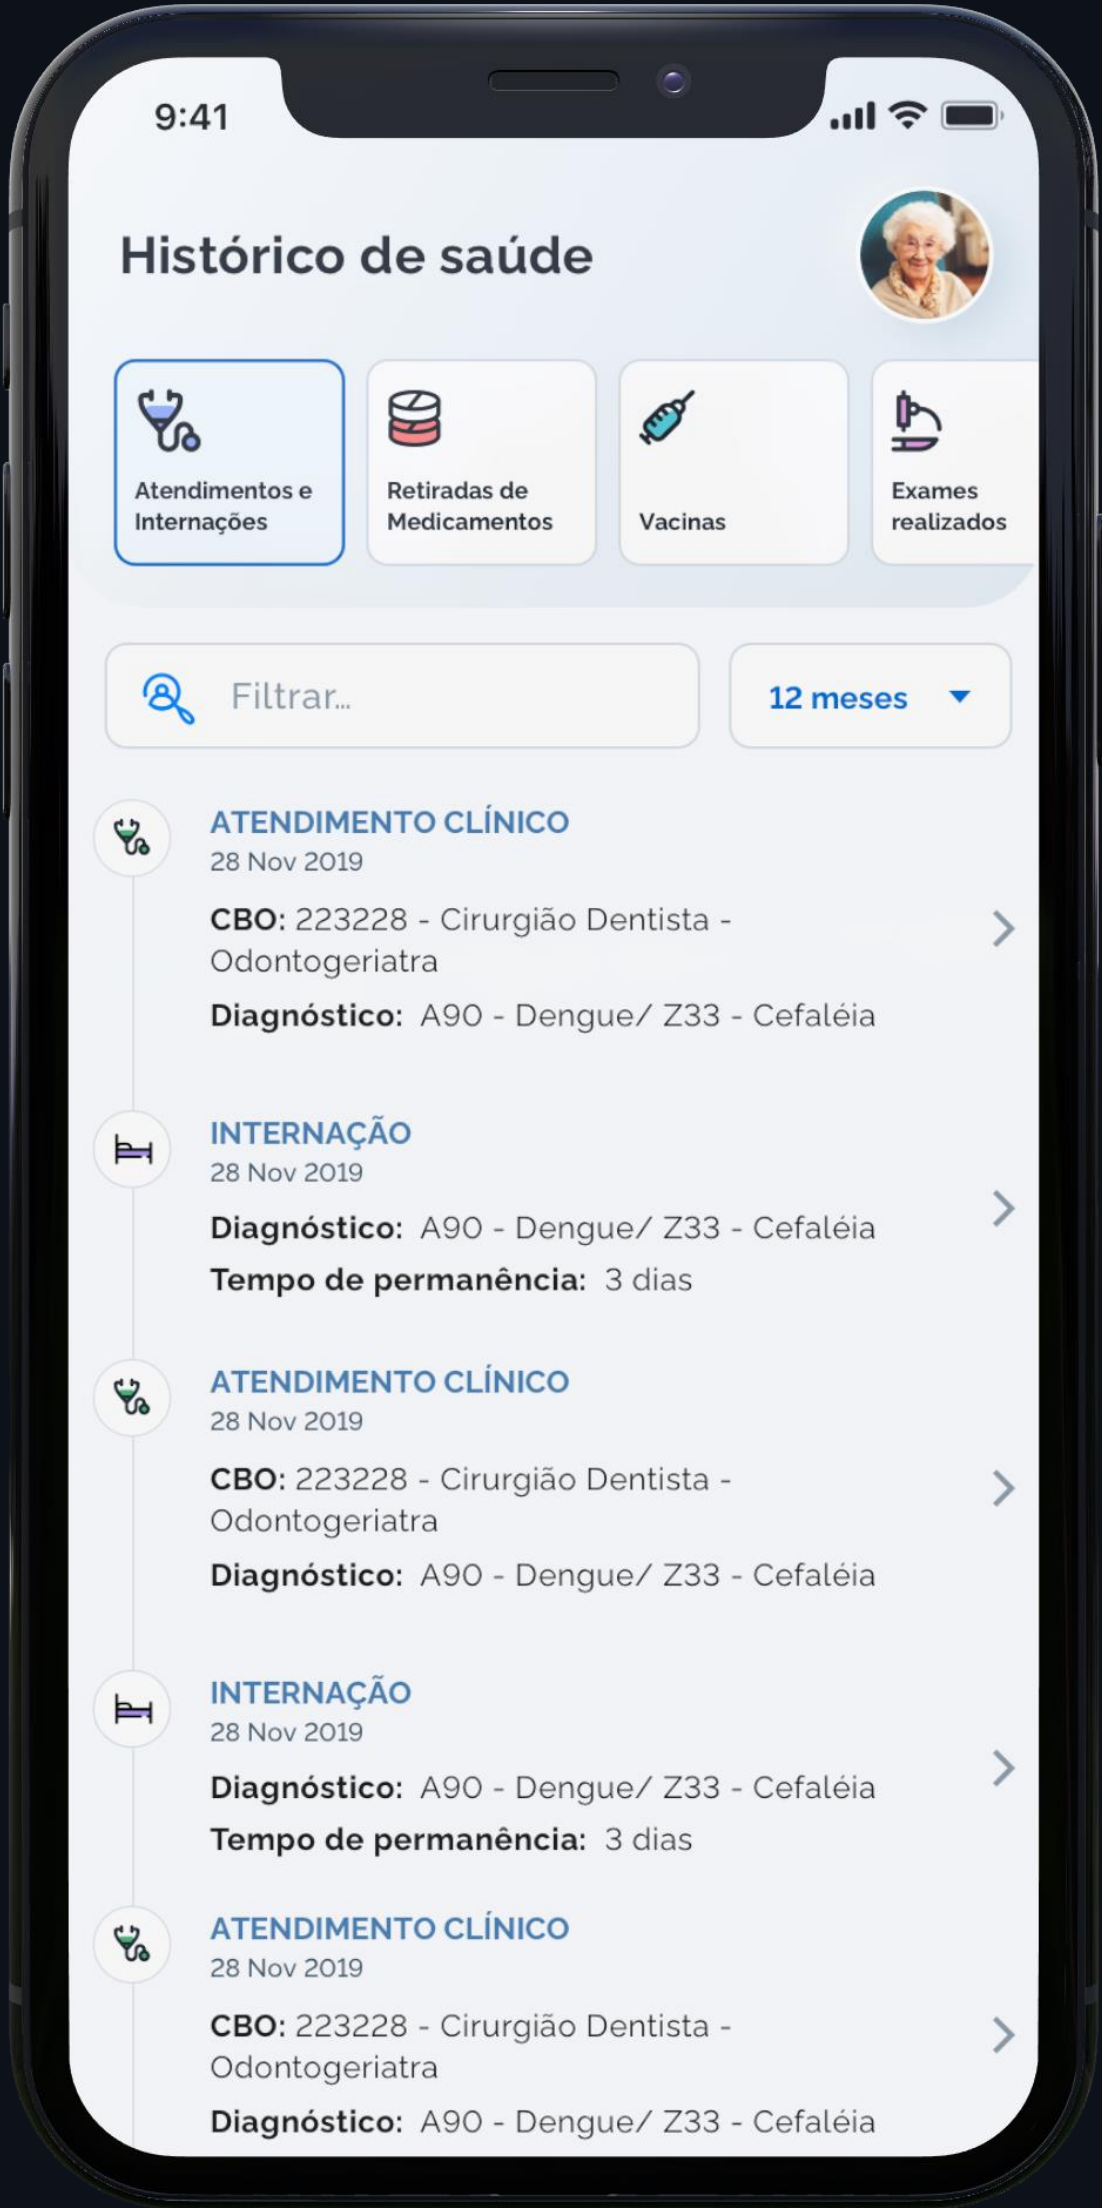 9:41
Histórico de saúde
Atendimentos e
Internações
Retiradas de
Medicamentos
Vacinas
Exames
realizados
Filtrar...
12 meses
ATENDIMENTO CLÍNICO
28 Nov 2019
CBO: 223228 - Cirurgião Dentista -
Odontogeriatra
Diagnóstico: A90 - Dengue/ Z33 - Cefaléia
INTERNAÇÃO
28 Nov 2019
Diagnóstico: A90 - Dengue/ Z33 - Cefaléia
Tempo de permanência: 3 dias
ATENDIMENTO CLÍNICO
28 Nov 2019
CBO: 223228 - Cirurgião Dentista -
Odontogeriatra
Diagnóstico: A90 - Dengue/ Z33 - Cefaléia
INTERNAÇÃO
28 Nov 2019
Diagnóstico: A90 - Dengue/ Z33 - Cefaléia
Tempo de permanência: 3 dias
ATENDIMENTO CLÍNICO
28 Nov 2019
CBO: 223228 - Cirurgião Dentista -
Odontogeriatra
Diagnóstico: A90 - Dengue/ Z33 - Cefaléia